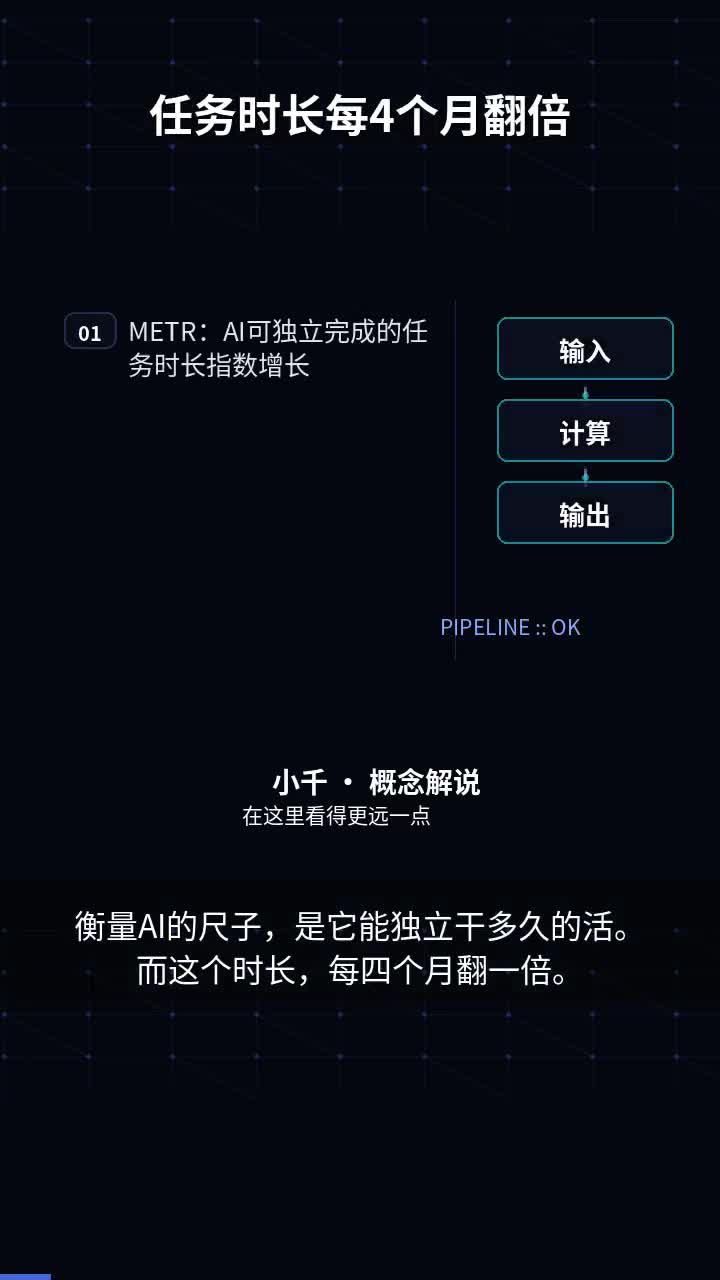 任务时长每4个月翻倍
01
METR：AI可独立完成的任
务时长指数增长
输入
计算
输出
PIPELINE :: OK
小千 · 概念解说
在这里看得更远一点
衡量AI的尺子，是它能独立干多久的活。
而这个时长，每四个月翻一倍。